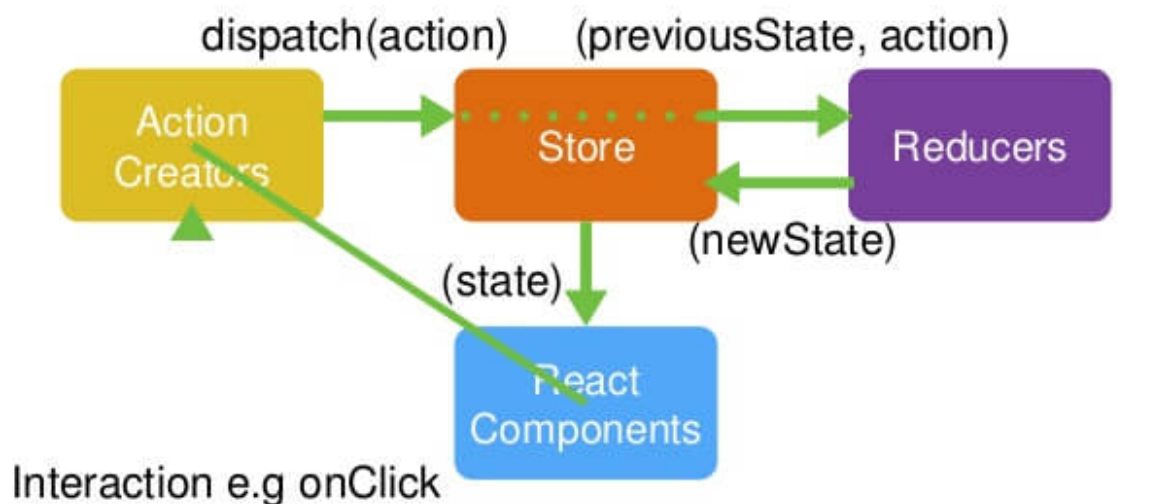 dispatch(action)
(previousState, action)
Action
Creators
Store
Reducers
(newState)
(state)
React
Components
Interaction e.g onClick